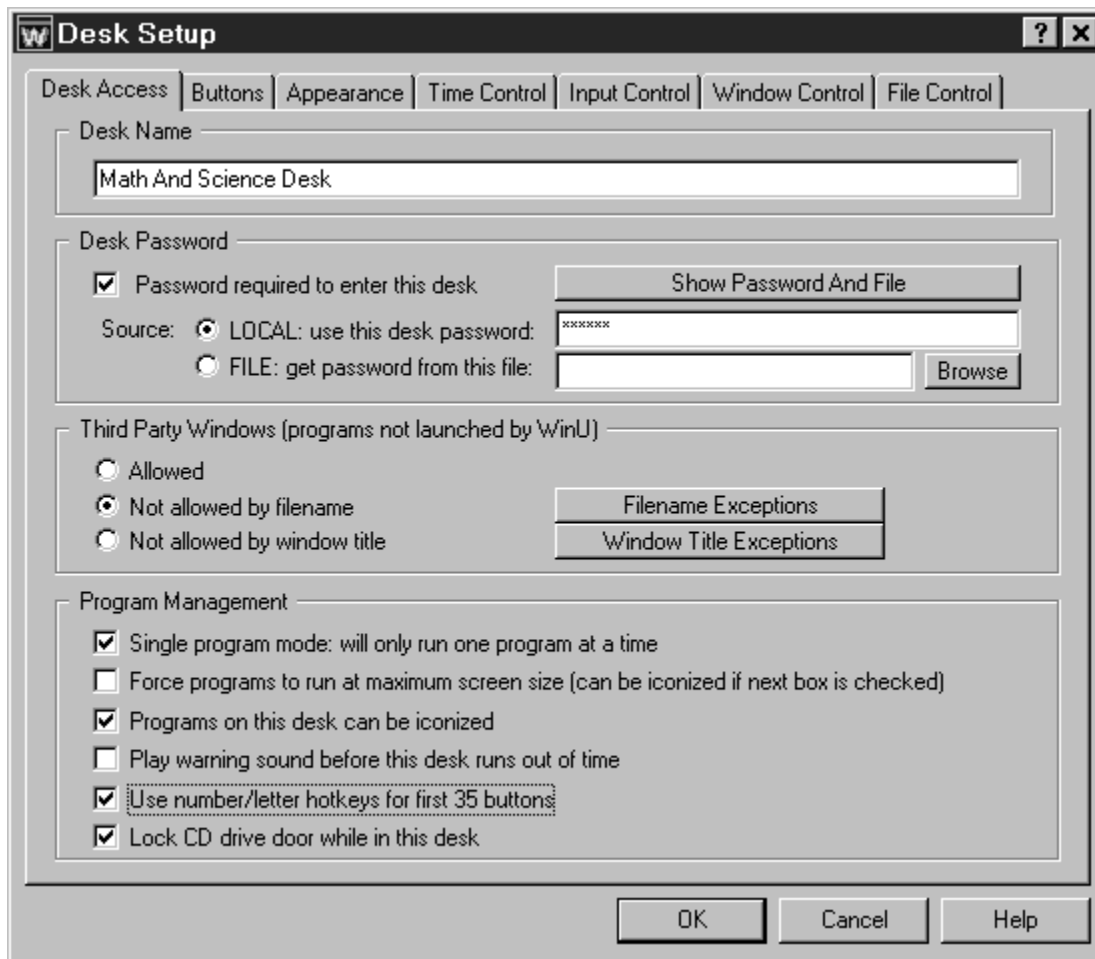 W Desk Setup ? ×
Desk Access Buttons Appearance Time Control Input Control Window Control File Control
Desk Name
Math And Science Desk
Desk Password
Password required to enter this desk Show Password And File
Source: LOCAL: use this desk password: ××××××
FILE: get password from this file: Browse
Third Party Windows (programs not launched by WinU)
Allowed
Not allowed by filename Filename Exceptions
Not allowed by window title Window Title Exceptions
Program Management
Single program mode: will only run one program at a time
Force programs to run at maximum screen size (can be iconized if next box is checked)
Programs on this desk can be iconized
Play warning sound before this desk runs out of time
Use number/letter hotkeys for first 35 buttons
Lock CD drive door while in this desk
OK Cancel Help